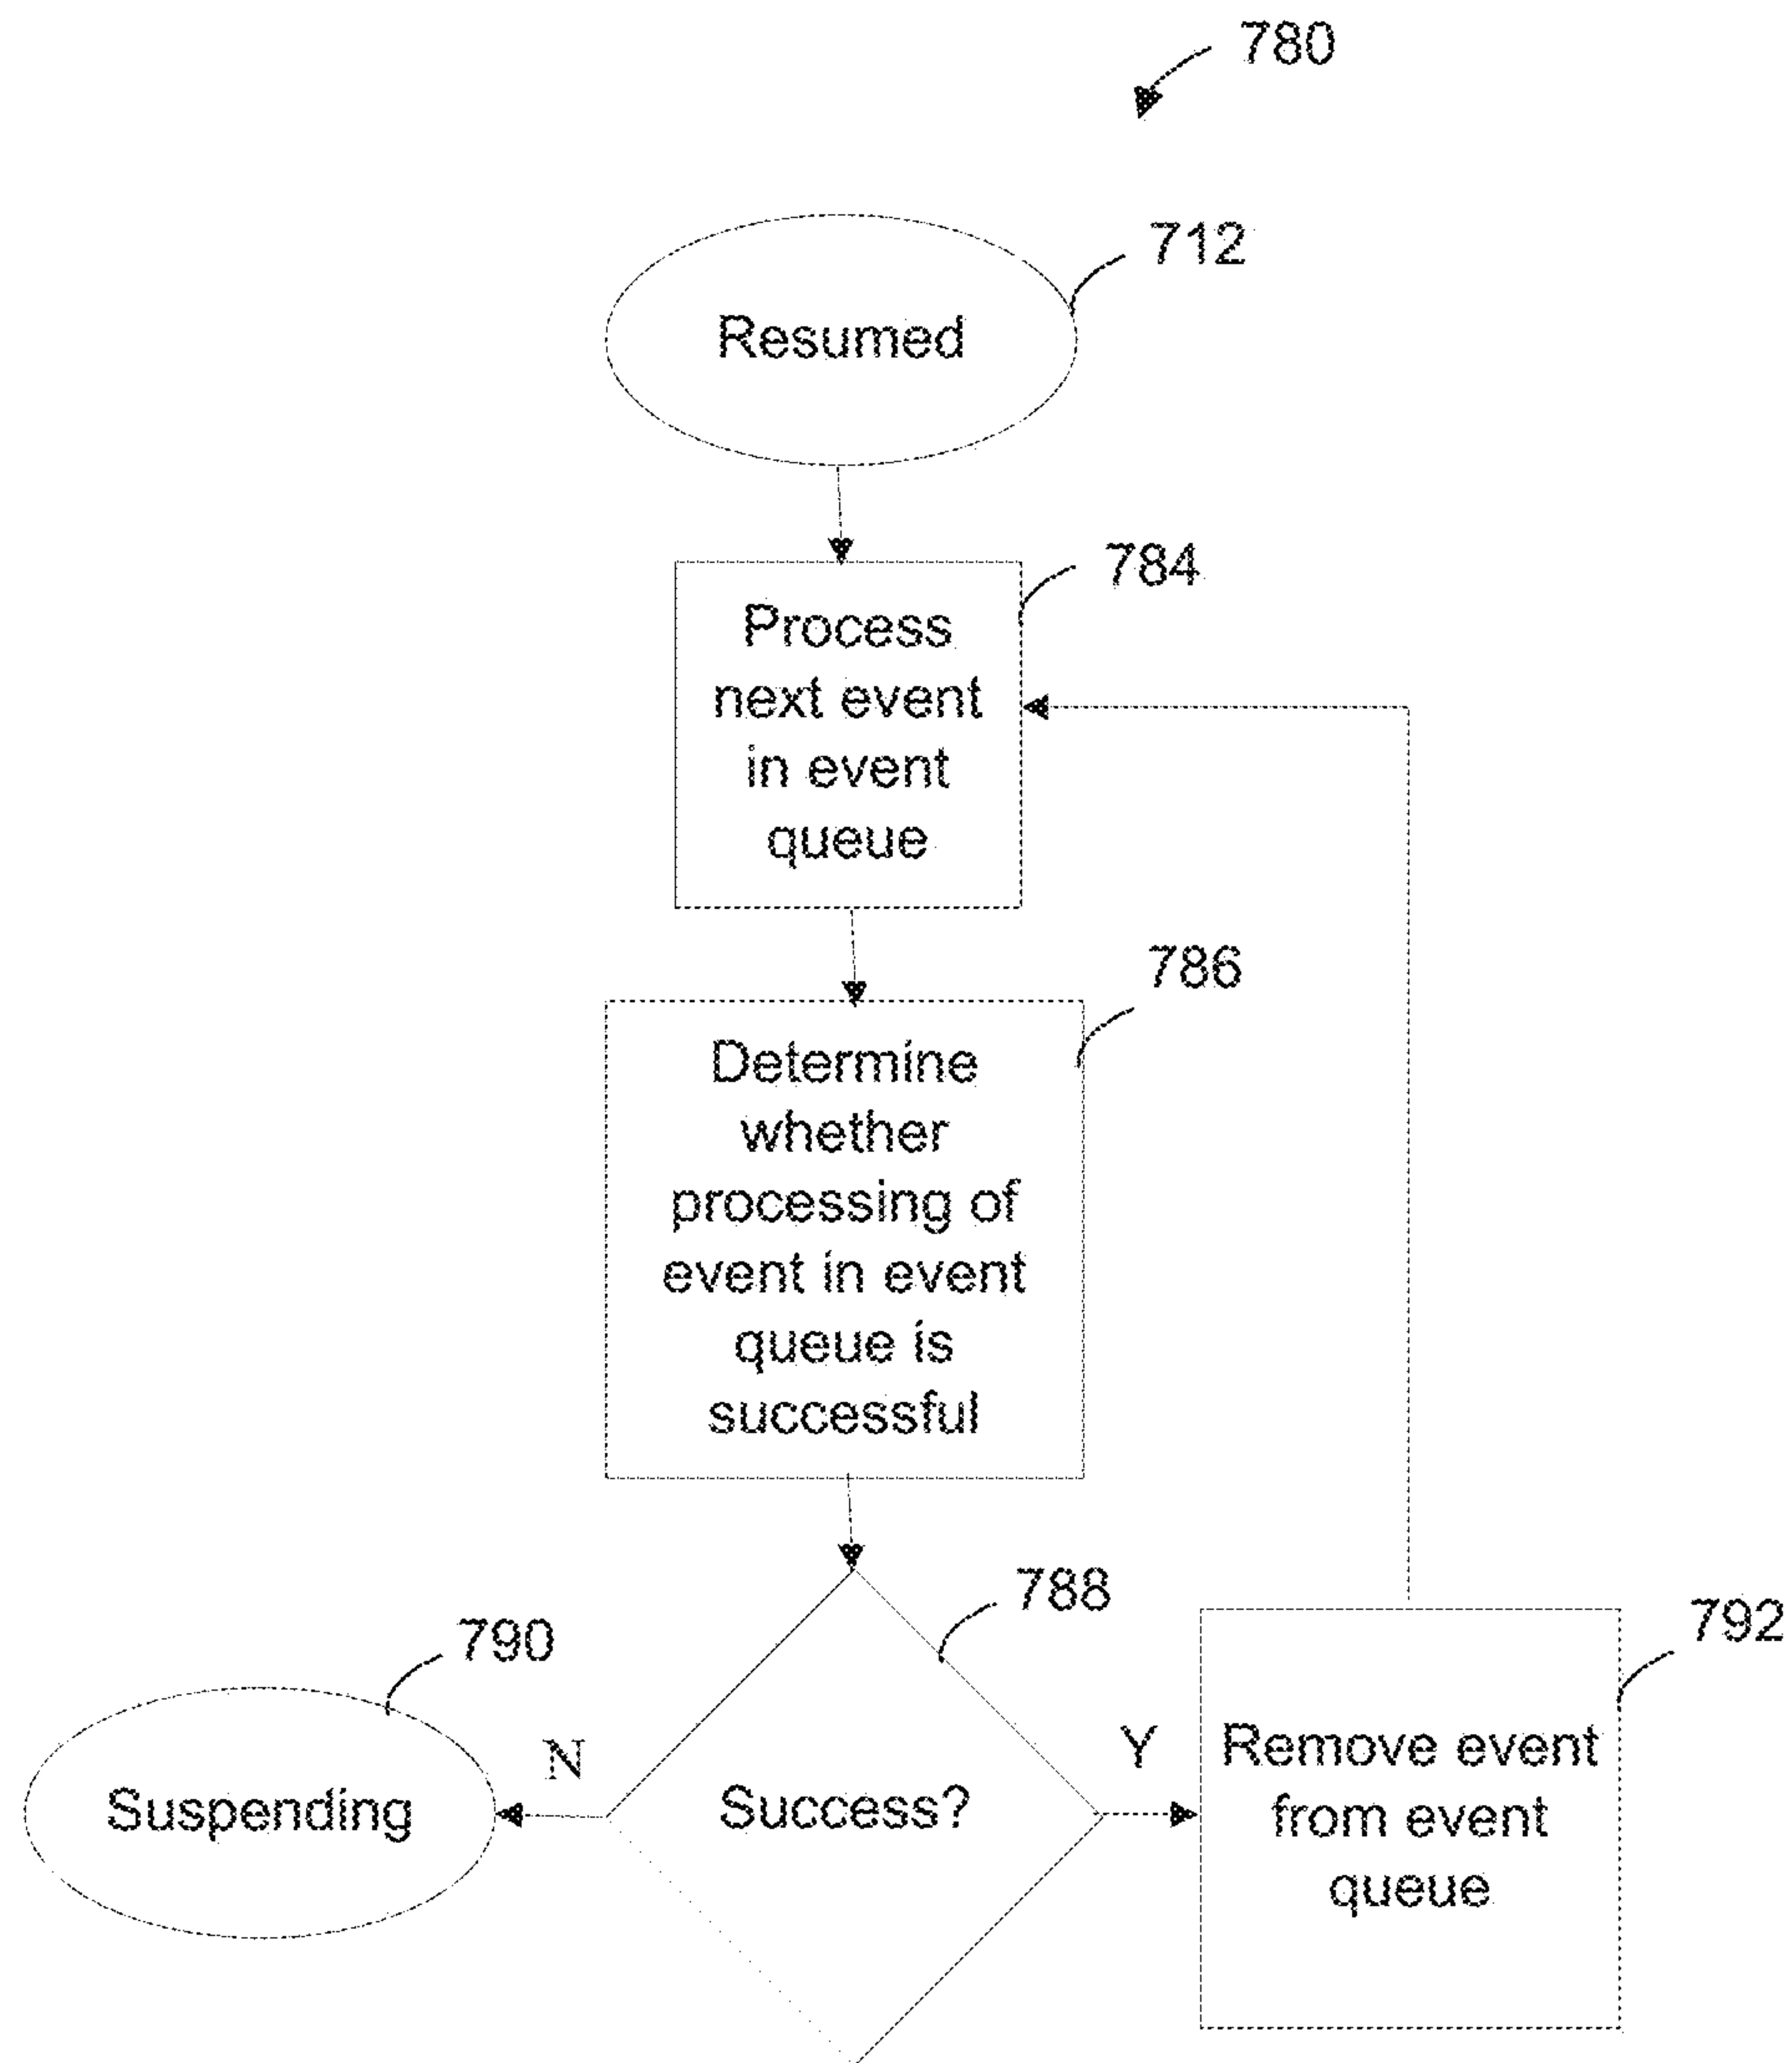 780
712
Resumed
784
Process
next event
in event
queue
786
Determine
whether
processing of
event in event
queue is
successful
788
790
792
N
Y
Suspending
Success?
Remove event
from event
queue